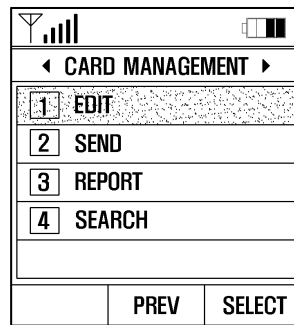 CARD MANAGEMENT
1 EDIT
2 SEND
3 REPORT
4 SEARCH
PREV SELECT